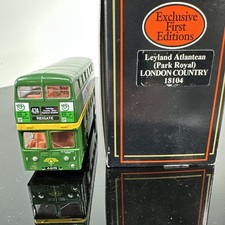 Exclusive
First
Editions
Leyland Atlantean
(Park Royal)
LONDON COUNTRY
18104
REIGATE